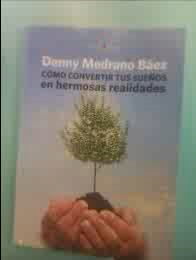 Denny Medrano Báez
CÓMO CONVERTIR TUS SUEÑOS
en hermosas realidades